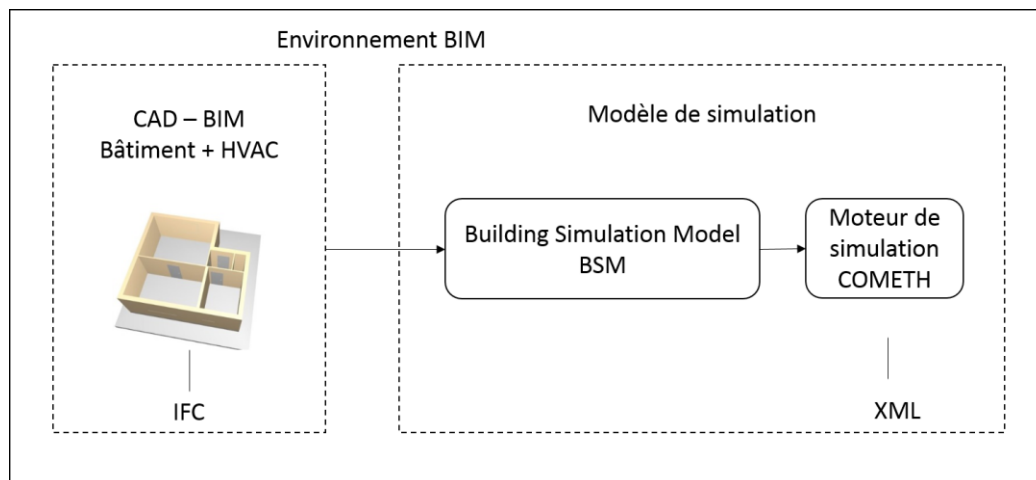 Environnement BIM
CAD – BIM
Bâtiment + HVAC
IFC
Modèle de simulation
Building Simulation Model
BSM
Moteur de
simulation
COMETH
XML